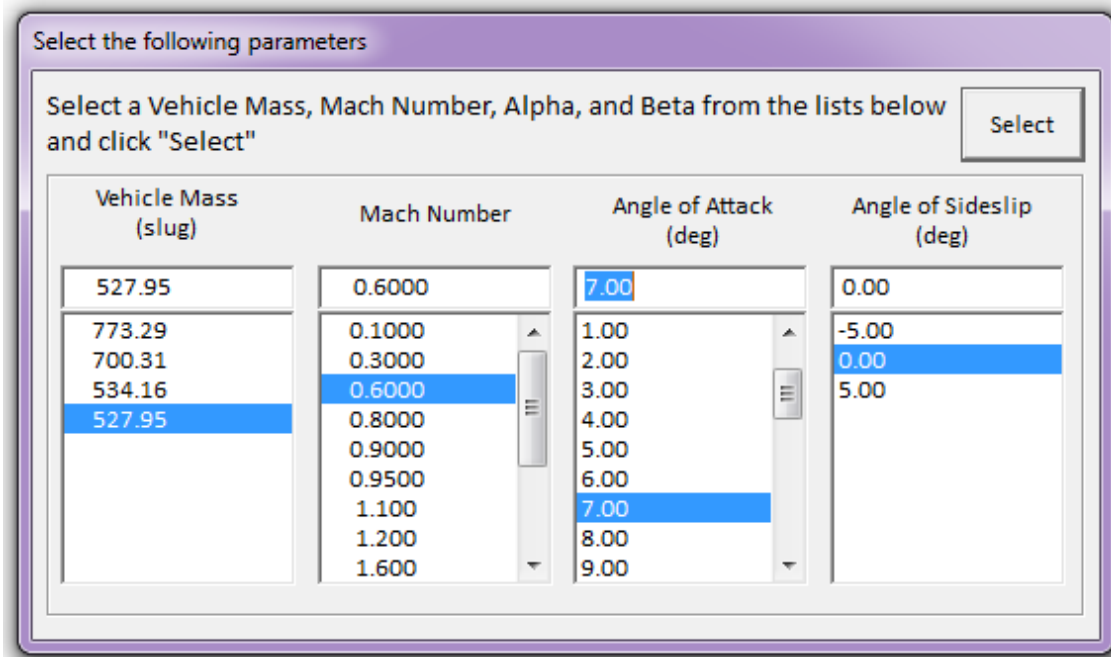 Select the following parameters
Select a Vehicle Mass, Mach Number, Alpha, and Beta from the lists below
and click "Select"
Select
Vehicle Mass
(slug)
Mach Number
Angle of Attack
(deg)
Angle of Sideslip
(deg)
527.95
0.6000
7.00
0.00
773.29
700.31
534.16
527.95
0.1000
0.3000
0.6000
0.8000
0.9000
0.9500
1.100
1.200
1.600
1.00
2.00
3.00
4.00
5.00
6.00
7.00
8.00
9.00
-5.00
0.00
5.00